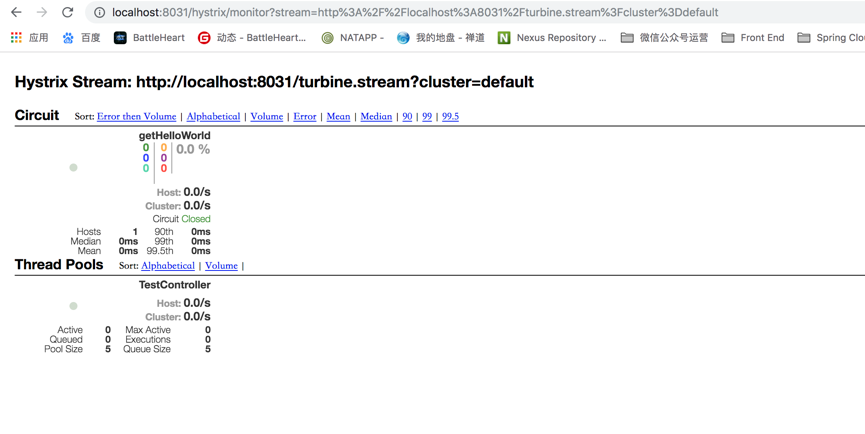 localhost:8031/hystrix/monitor?stream=http%3A%2F%2Flocalhost%3A8031%2Fturbine.stream%3Fcluster%3Ddefault
应用 百度 BattleHeart 动态 - BattleHeart... NATAPP - 我的地盘 - 禅道 Nexus Repository ... 微信公众号运营 Front End Spring Clou
Hystrix Stream: http://localhost:8031/turbine.stream?cluster=default
Circuit Sort: Error then Volume | Alphabetical | Volume | Error | Mean | Median | 90 | 99 | 99.5
getHelloWorld
0 0 0.0 %
0 0
0 0
Host: 0.0/s
Cluster: 0.0/s
Circuit Closed
Hosts 1 90th 0ms
Median 0ms 99th 0ms
Mean 0ms 99.5th 0ms
Thread Pools Sort: Alphabetical | Volume |
TestController
Host: 0.0/s
Cluster: 0.0/s
Active 0 Max Active 0
Queued 0 Executions 0
Pool Size 5 Queue Size 5